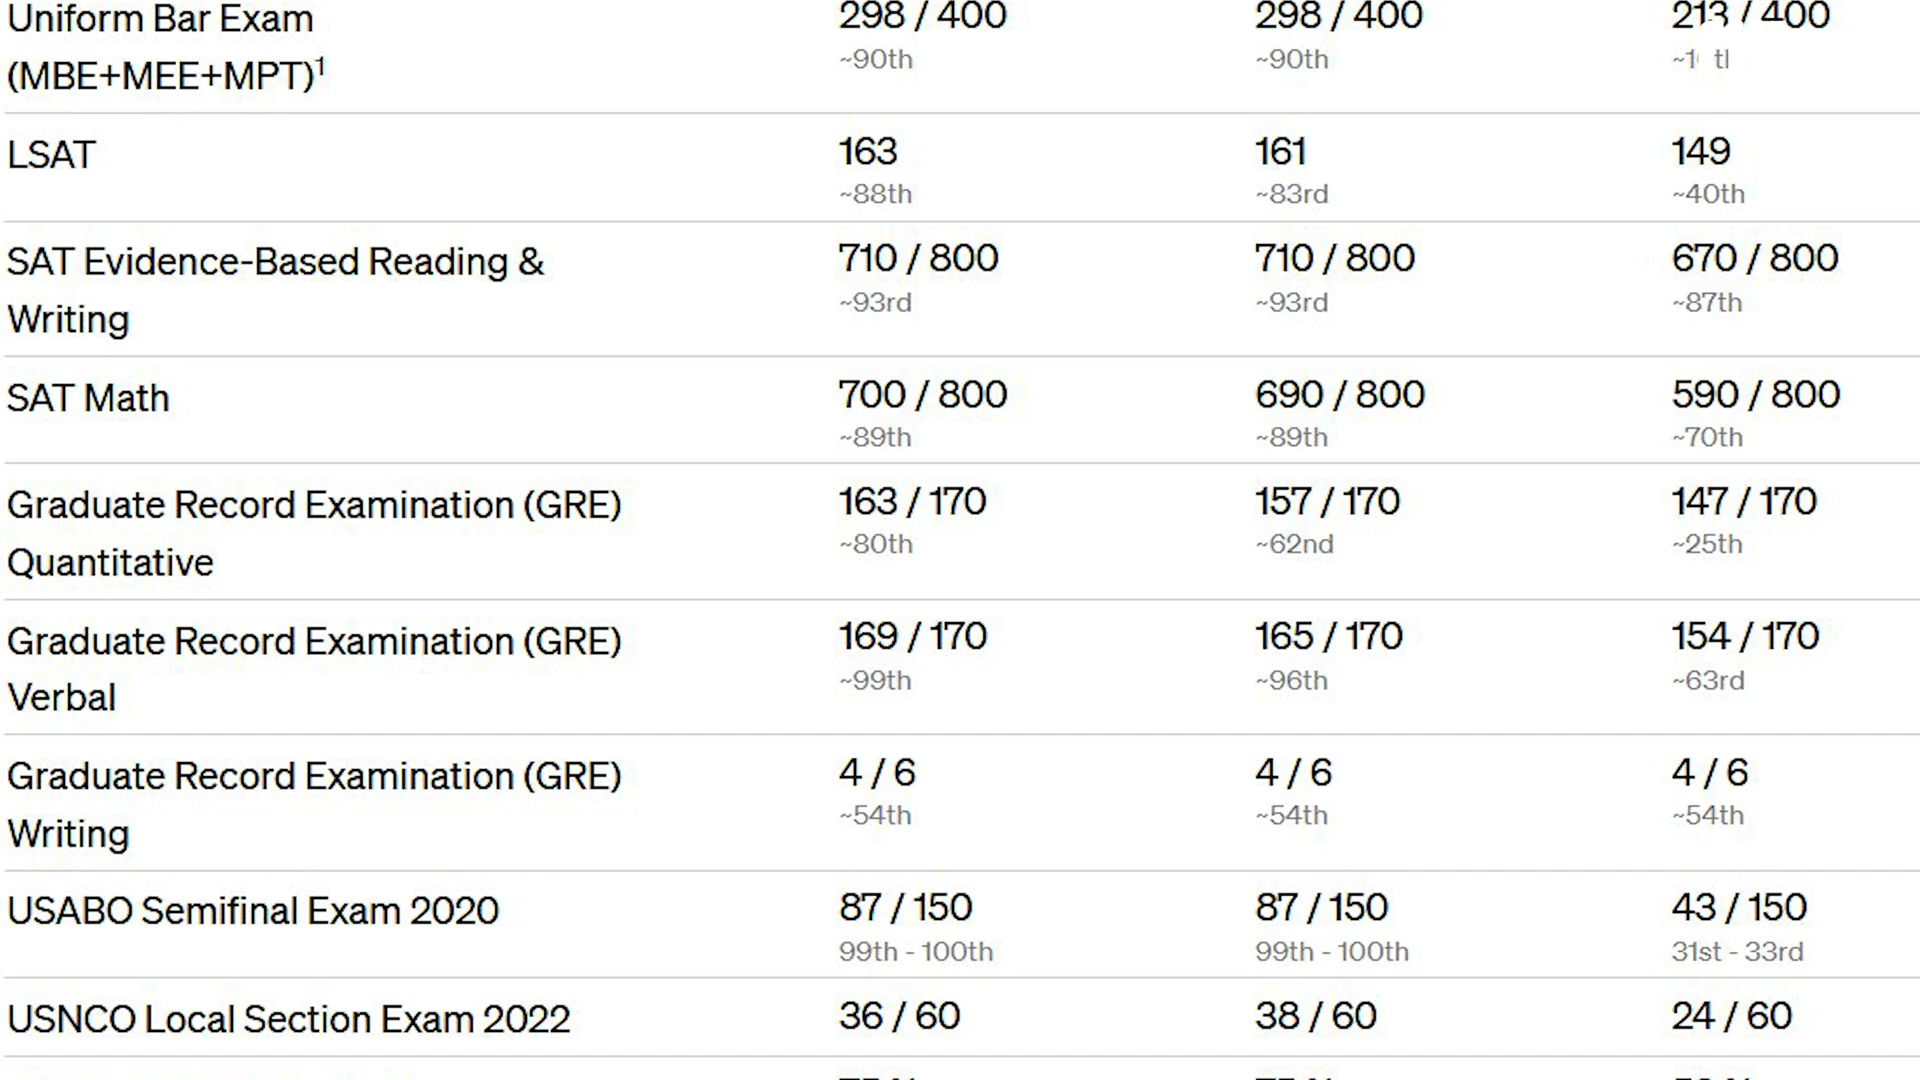 Uniform Bar Exam 298 / 400 298 / 400 213 / 400
(MBE+MEE+MPT)1 ~90th ~90th
LSAT 163 161 149
~88th ~83rd ~40th
SAT Evidence-Based Reading & 710 / 800 710 / 800 670 / 800
Writing ~93rd ~93rd ~87th
SAT Math 700 / 800 690 / 800 590 / 800
~89th ~89th ~70th
Graduate Record Examination (GRE) 163 / 170 157 / 170 147 / 170
Quantitative ~80th ~62nd ~25th
Graduate Record Examination (GRE) 169 / 170 165 / 170 154 / 170
Verbal ~99th ~96th ~63rd
Graduate Record Examination (GRE) 4 / 6 4 / 6 4 / 6
Writing ~54th ~54th ~54th
USABO Semifinal Exam 2020 87 / 150 87 / 150 43 / 150
99th - 100th 99th - 100th 31st - 33rd
USNCO Local Section Exam 2022 36 / 60 38 / 60 24 / 60